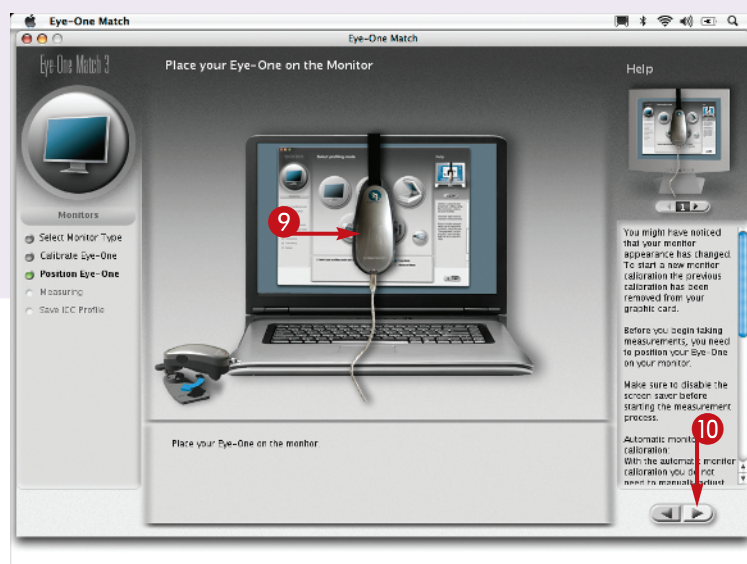 Eye-One Match
Eye-One Match
Eye-One Match 3
Place your Eye-One on the Monitor
Help
Select profiling mode
Help
9
Monitors
Select Monitor Type
Calibrate Eye-One
Position Eye-One
Measuring
Save ICC Profile
Place your Eye-One on the monitor
1
You might have noticed
that your monitor
appearance has changed.
To start a new monitor
calibration the previous
calibration has been
removed from your
graphic card.
Before you begin taking
measurements, you need
to position your Eye-One
on your monitor.
Make sure to disable the
screen saver before
starting the measurement
process.
Automatic monitor
calibration:
With the automatic monitor
calibration you do not
need to manually adjust
10